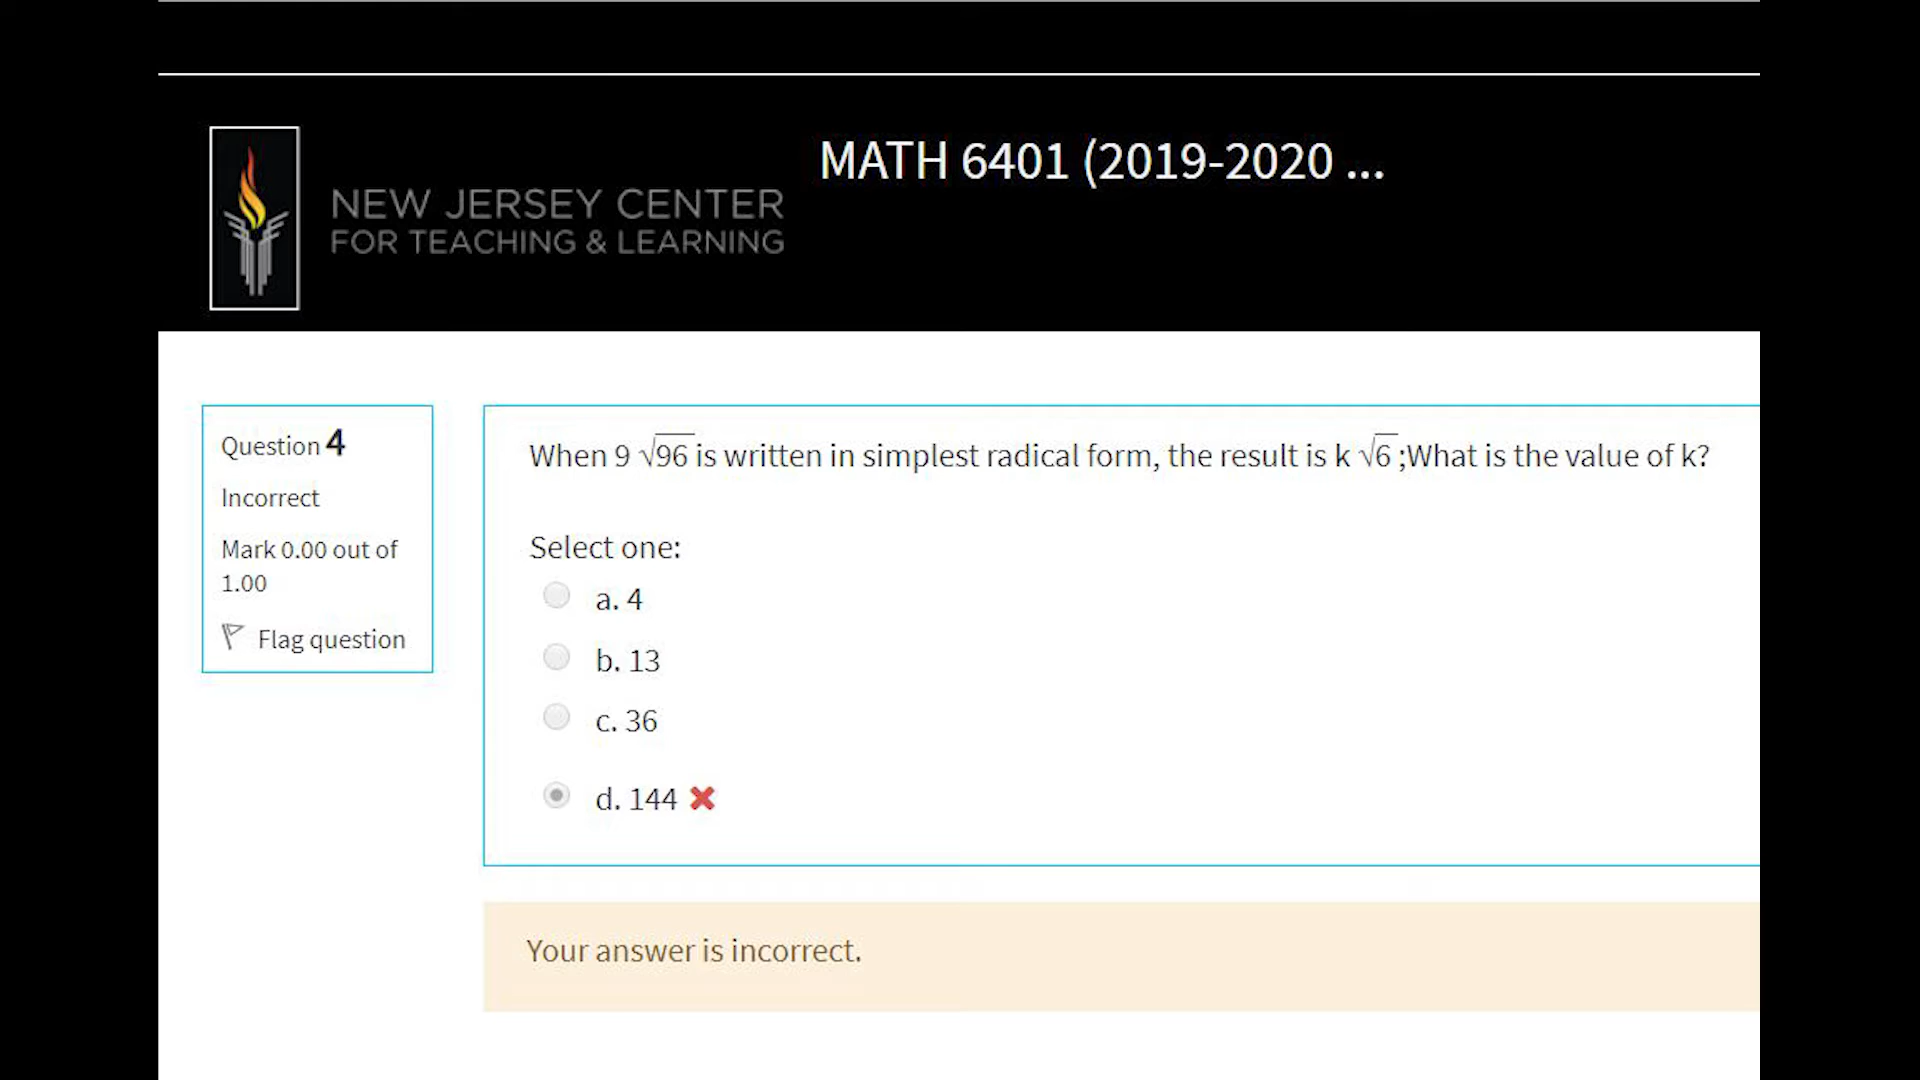 MATH 6401 (2019-2020 ...
NEW JERSEY CENTER
FOR TEACHING & LEARNING
Question 4
Incorrect
Mark 0.00 out of
1.00
Flag question
When 9 √96 is written in simplest radical form, the result is k √6 ;What is the value of k?
Select one:
a. 4
b. 13
c. 36
d. 144
Your answer is incorrect.